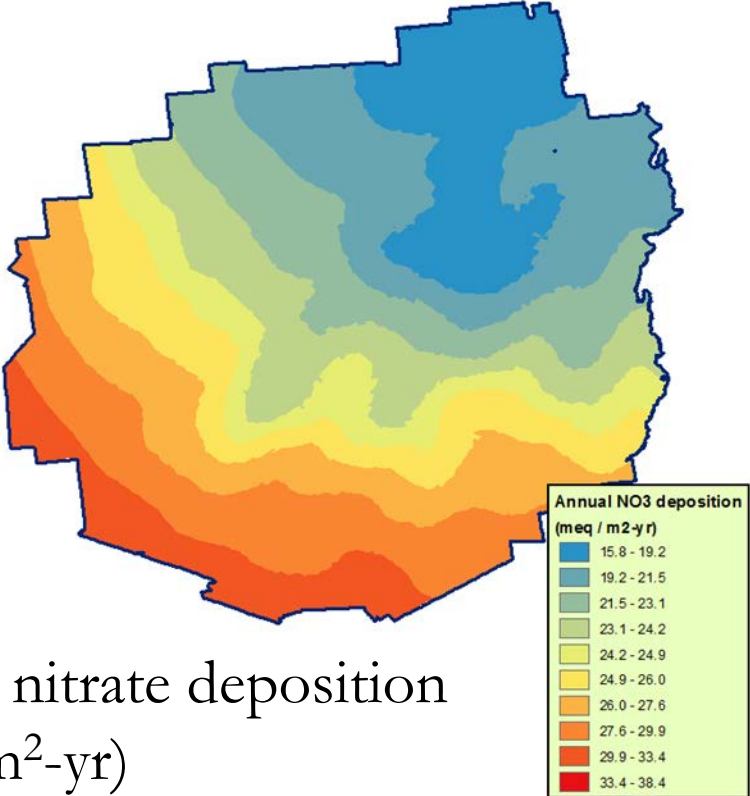 Annual NO3 deposition
(meq / m2-yr)
15.8 - 19.2
19.2 - 21.5
21.5 - 23.1
23.1 - 24.2
24.2 - 24.9
24.9 - 26.0
26.0 - 27.6
27.6 - 29.9
29.9 - 33.4
33.4 - 38.4
nitrate deposition
m²-yr)